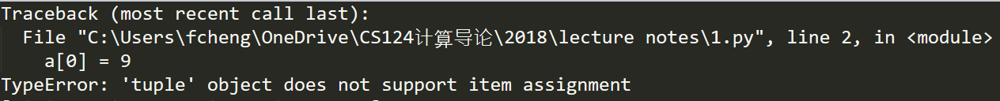 Traceback (most recent call last):
  File "C:\Users\fcheng\OneDrive\CS124计算导论\2018\lecture notes\1.py", line 2, in <module>
    a[0] = 9
TypeError: 'tuple' object does not support item assignment